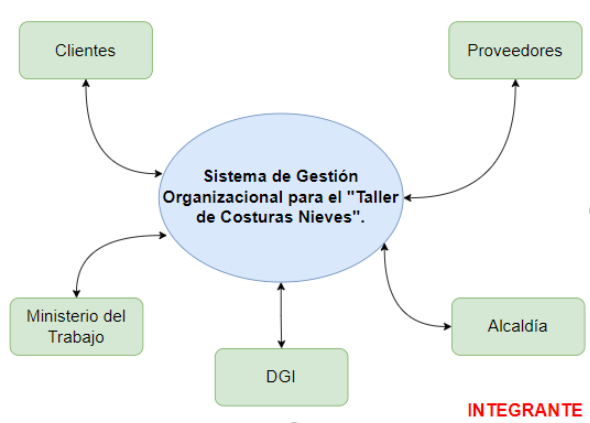 Clientes
Proveedores
Sistema de Gestión
Organizacional para el "Taller
de Costuras Nieves".
Ministerio del
Trabajo
DGI
Alcaldía
INTEGRANTE